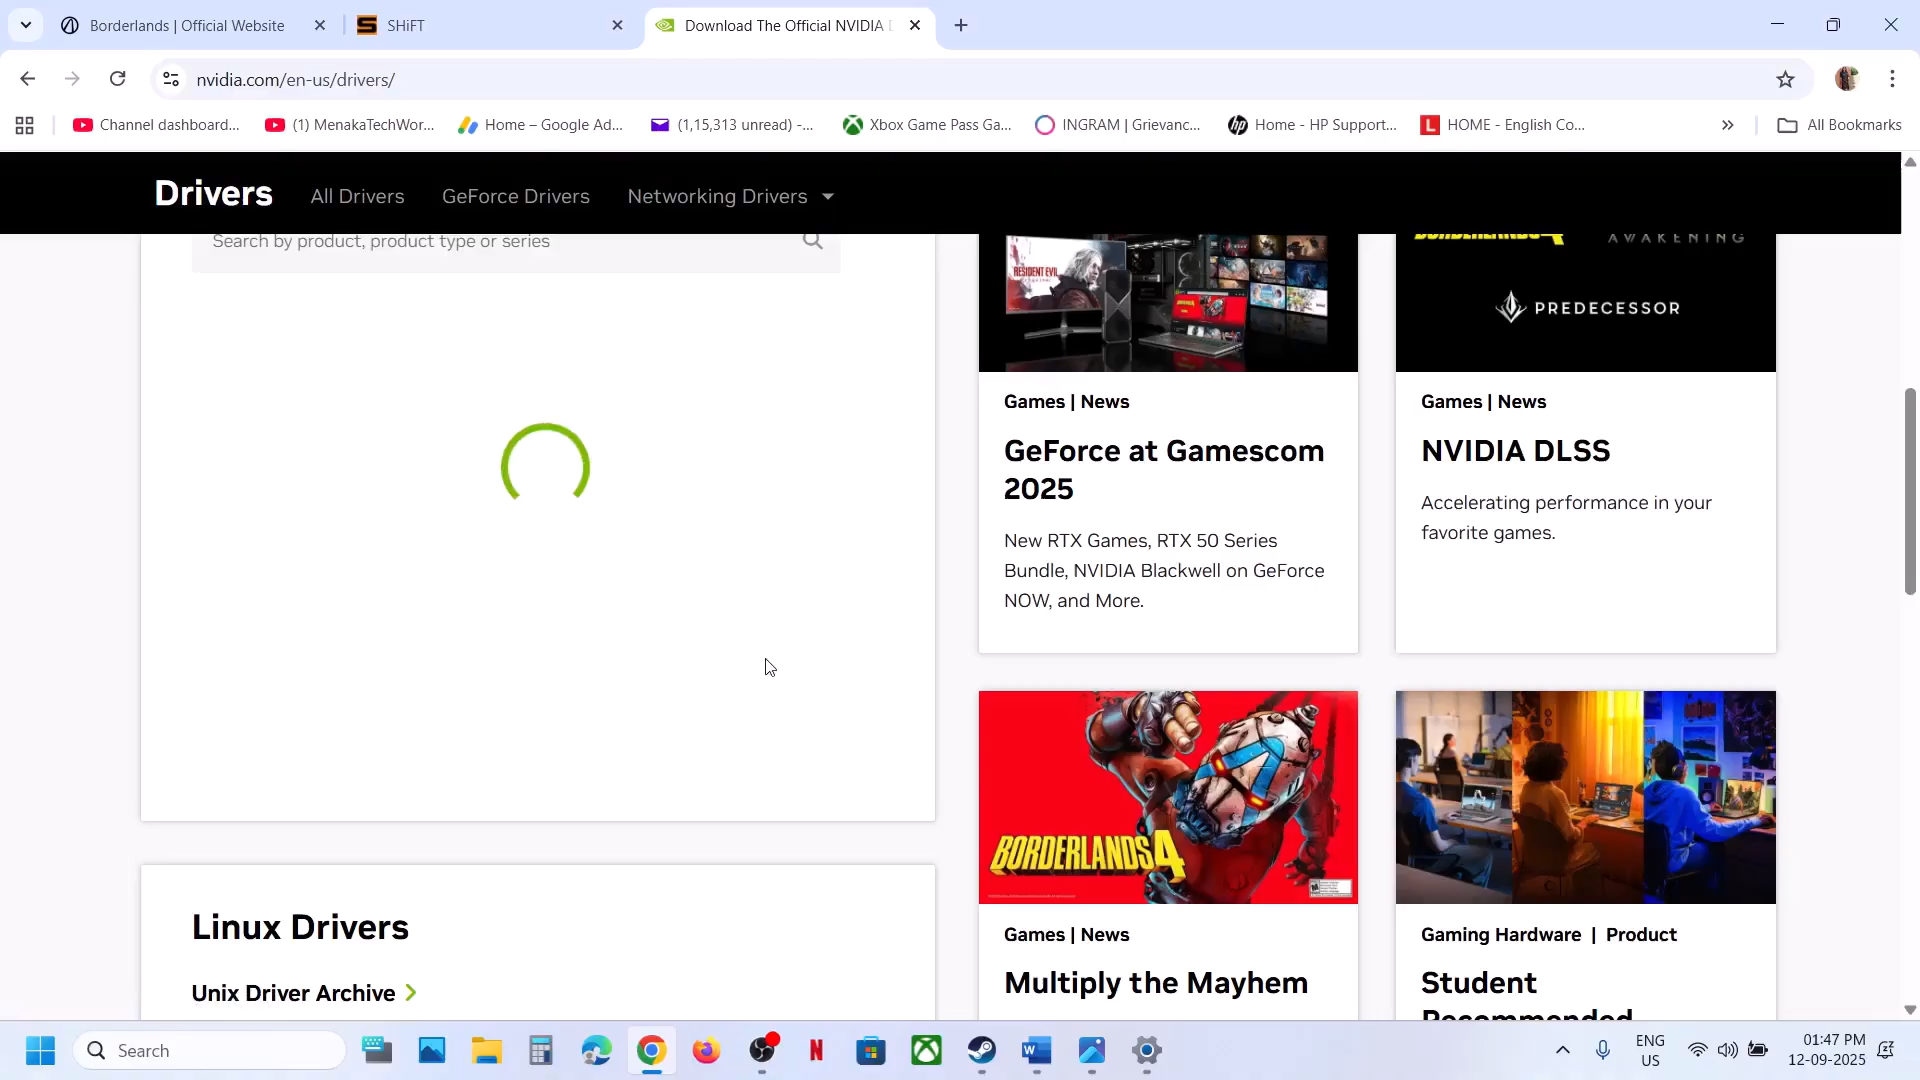 Borderlands | Official Website
SHiFT
Download The Official NVIDIA D
nvidia.com/en-us/drivers/
Channel dashboard...
(1) MenakaTechWor...
Home – Google Ad...
(1,15,313 unread) -...
Xbox Game Pass Ga...
INGRAM | Grievanc...
Home - HP Support...
HOME - English Co...
All Bookmarks
Drivers
All Drivers
GeForce Drivers
Networking Drivers
Search by product, product type or series
RESIDENT EVIL
AWAKENING
PREDECESSOR
Games | News
GeForce at Gamescom
2025
New RTX Games, RTX 50 Series
Bundle, NVIDIA Blackwell on GeForce
NOW, and More.
Games | News
NVIDIA DLSS
Accelerating performance in your
favorite games.
BORDERLANDS 4
Games | News
Multiply the Mayhem
Gaming Hardware | Product
Student
Recommended
Linux Drivers
Unix Driver Archive
Search
ENG
US
01:47 PM
12-09-2025